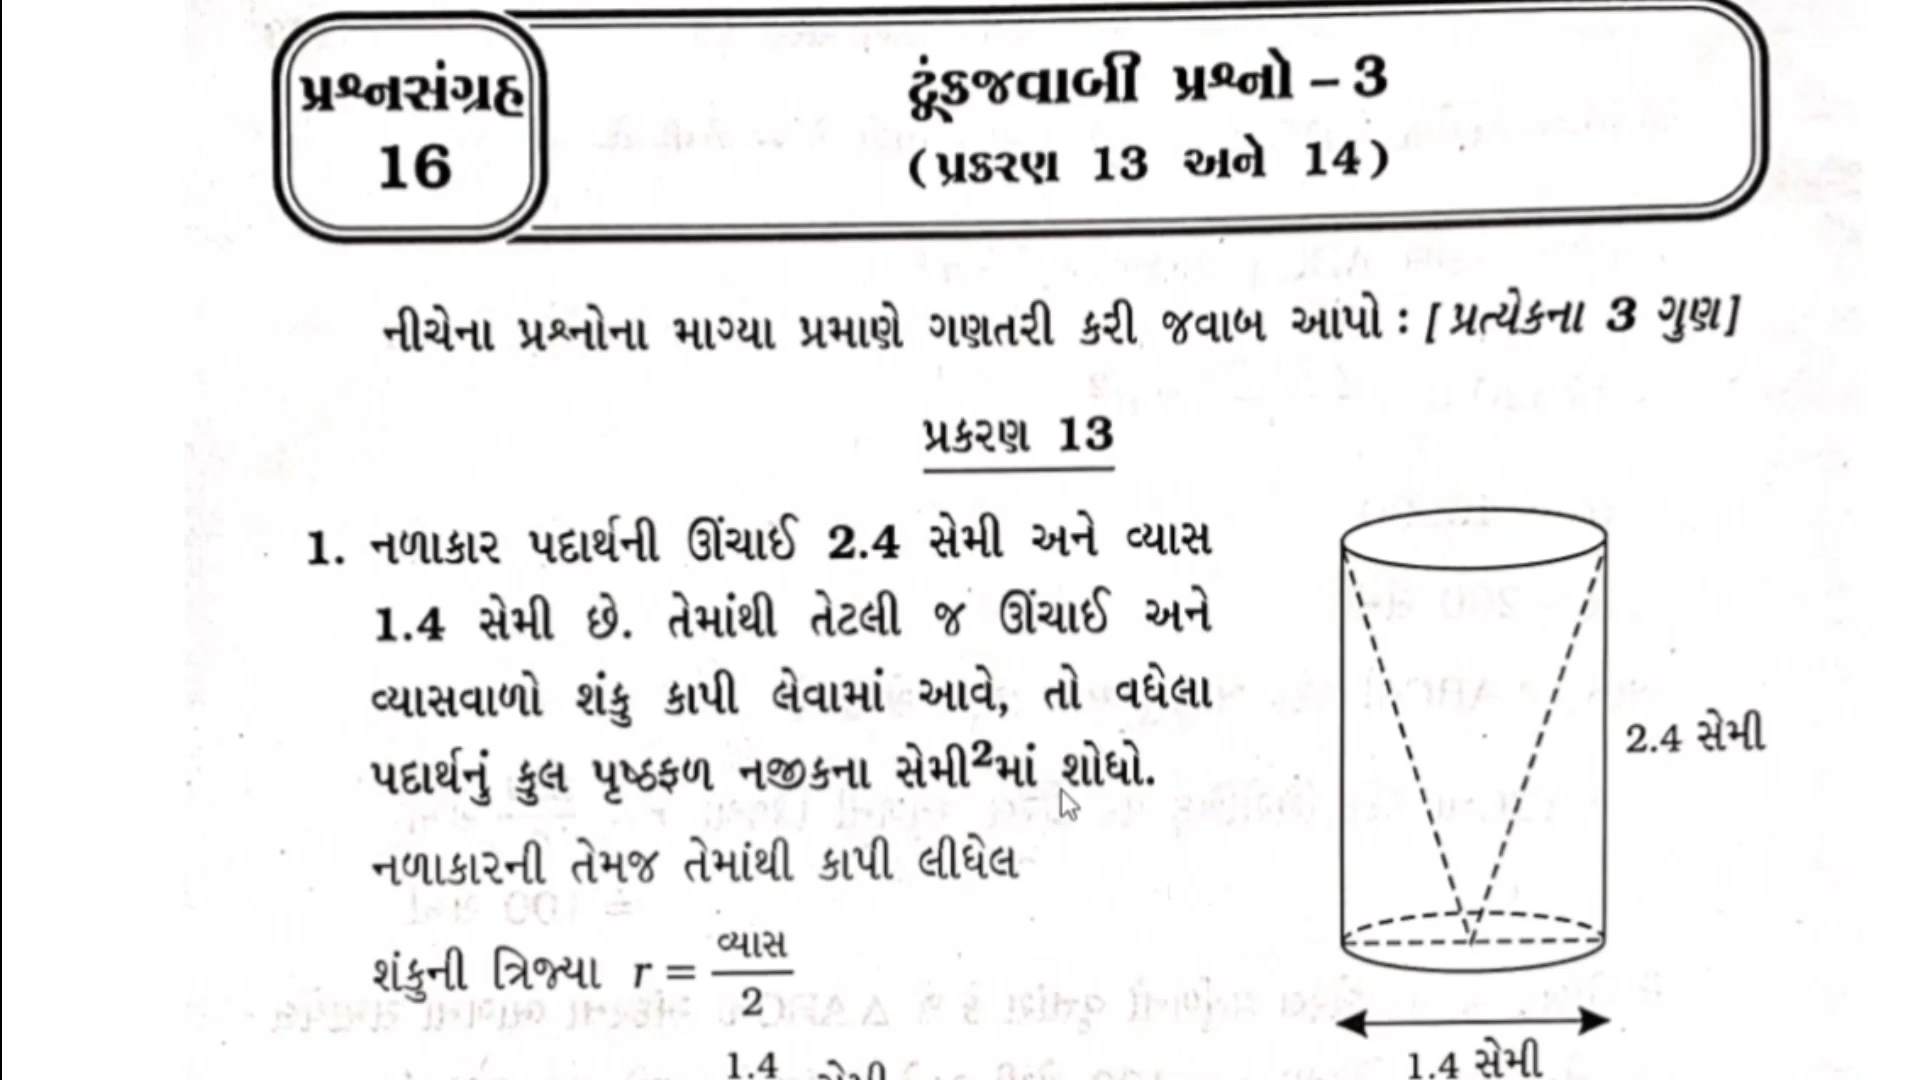 પ્રશ્નસંગ્રહ
16
ટૂંકજવાબી પ્રશ્નો – 3
(પ્રકરણ 13 અને 14)
નીચેના પ્રશ્નોના માગ્યા પ્રમાણે ગણતરી કરી જવાબ આપો : [પ્રત્યેકના 3 ગુણ]
પ્રકરણ 13
1. નળાકાર પદાર્થની ઊંચાઈ 2.4 સેમી અને વ્યાસ
1.4 સેમી છે. તેમાંથી તેટલી જ ઊંચાઈ અને
વ્યાસવાળો શંકુ કાપી લેવામાં આવે, તો વધેલા
પદાર્થનું કુલ પૃષ્ઠફળ નજીકના સેમી²માં શોધો.
નળાકારની તેમજ તેમાંથી કાપી લીધેલ
શંકુની ત્રિજ્યા r = વ્યાસ
2
1.4
2.4 સેમી
1.4 સેમી